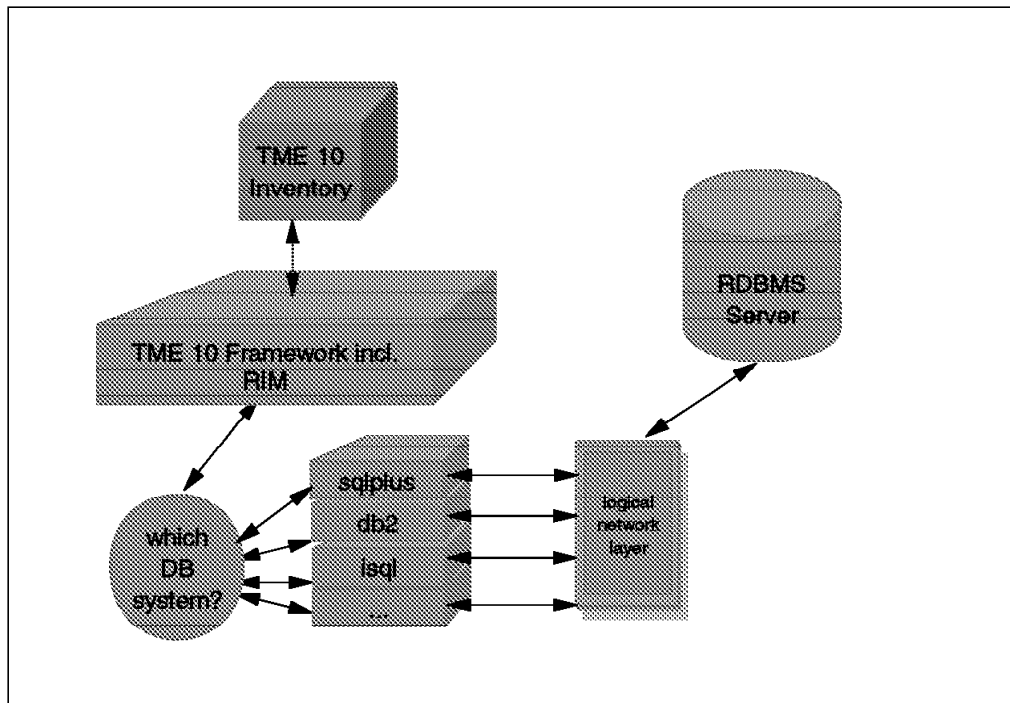 TME 10
Inventory
RDBMS
Server
TME 10 Framework incl.
RIM
sqlplus
db2
isql
...
logical
network
layer
which
DB
system?